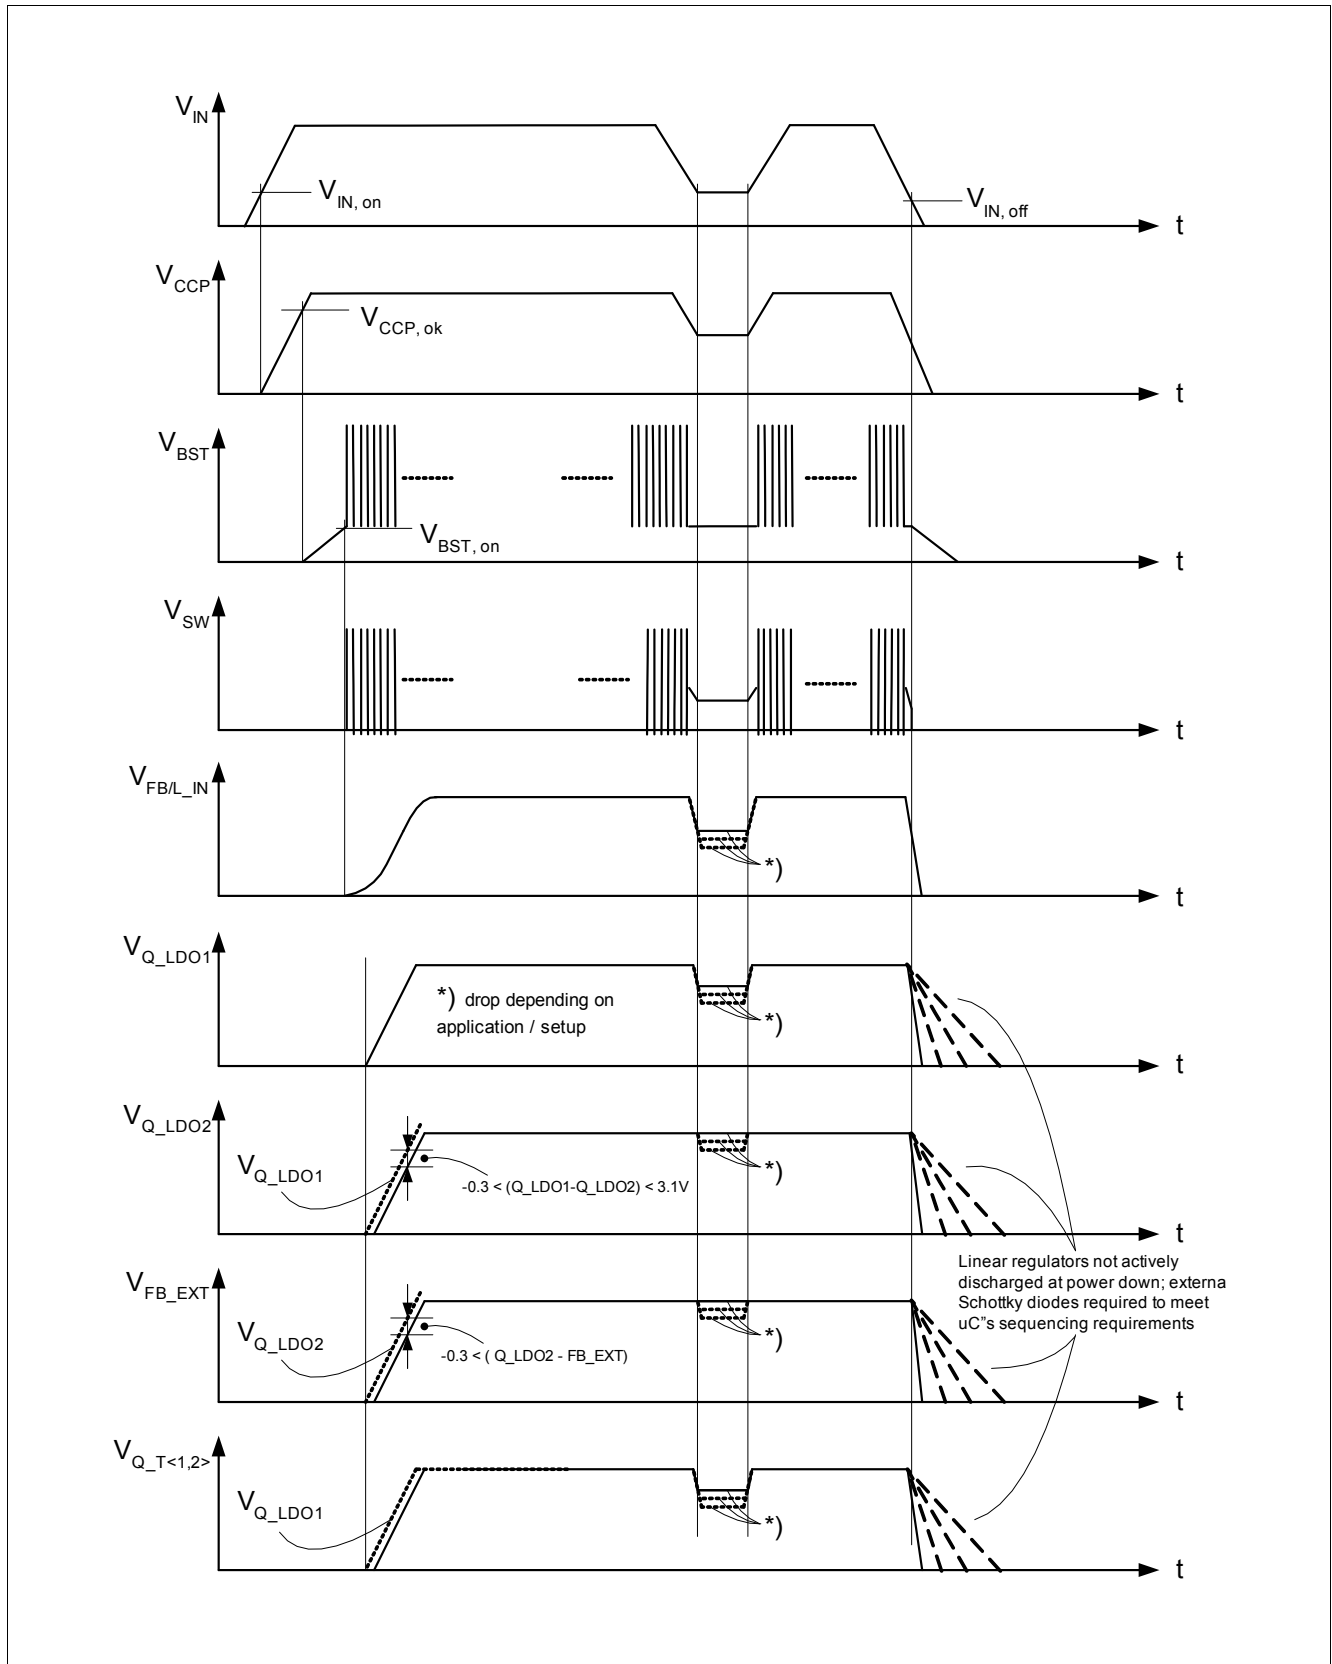 V_IN
V_IN, on
V_IN, off
t
V_CCP
V_CCP, ok
t
V_BST
V_BST, on
t
V_SW
t
V_FB/L_IN
*)
t
V_Q_LDO1
*) drop depending on
application / setup
*)
t
V_Q_LDO2
V_Q_LDO1
-0.3 < (Q_LDO1-Q_LDO2) < 3.1V
*)
t
Linear regulators not actively
discharged at power down; externa
Schottky diodes required to meet
uC"s sequencing requirements
V_FB_EXT
V_Q_LDO2
-0.3 < ( Q_LDO2 - FB_EXT)
*)
t
V_Q_T<1,2>
V_Q_LDO1
*)
t